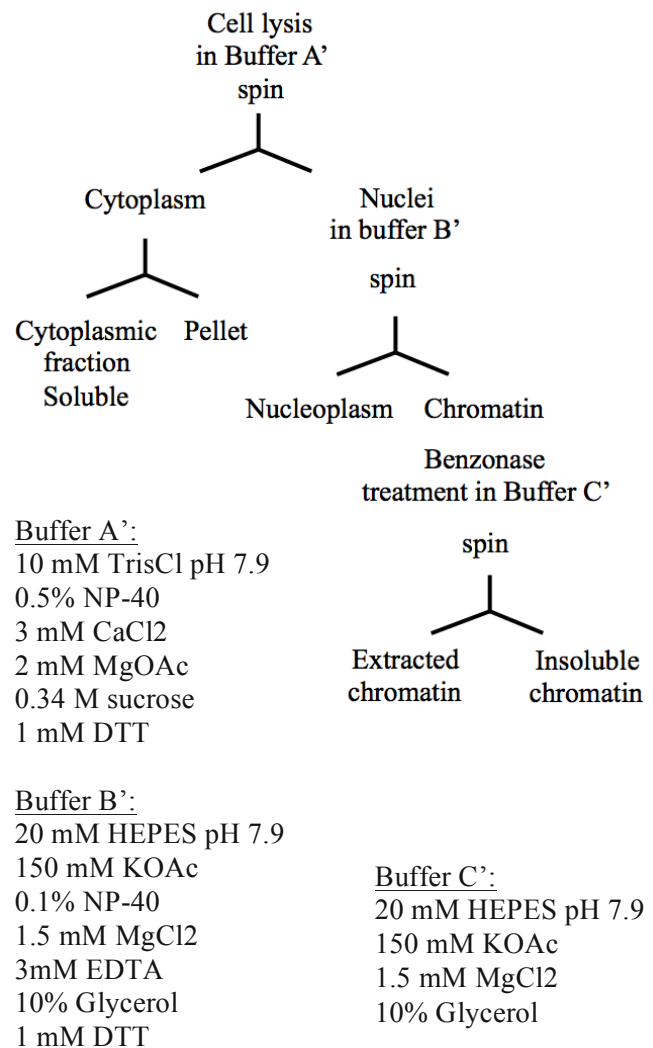 Cell lysis
in Buffer A’
spin
Cytoplasm
Nuclei
in buffer B’
spin
Cytoplasmic
fraction
Soluble
Pellet
Nucleoplasm
Chromatin
Benzonase
treatment in Buffer C’
spin
Extracted
chromatin
Insoluble
chromatin
Buffer A’:
10 mM TrisCl pH 7.9
0.5% NP-40
3 mM CaCl2
2 mM MgOAc
0.34 M sucrose
1 mM DTT
Buffer B’:
20 mM HEPES pH 7.9
150 mM KOAc
0.1% NP-40
1.5 mM MgCl2
3mM EDTA
10% Glycerol
1 mM DTT
Buffer C’:
20 mM HEPES pH 7.9
150 mM KOAc
1.5 mM MgCl2
10% Glycerol